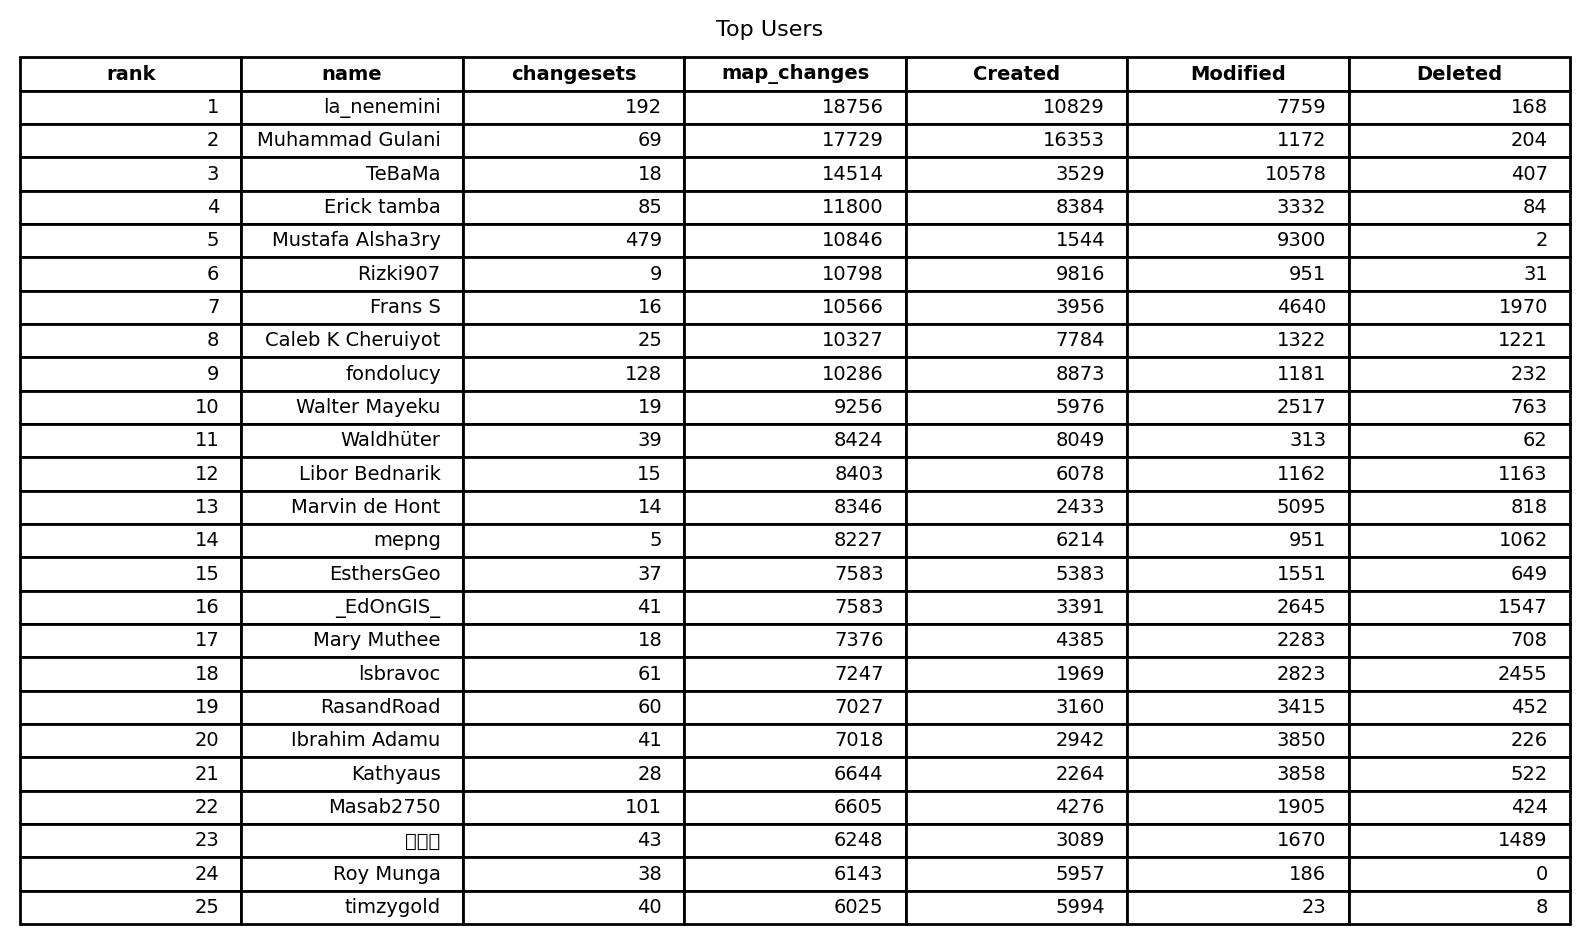 Top Users
rank name changesets map_changes Created Modified Deleted
1 la_nenemini 192 18756 10829 7759 168
2 Muhammad Gulani 69 17729 16353 1172 204
3 TeBaMa 18 14514 3529 10578 407
4 Erick tamba 85 11800 8384 3332 84
5 Mustafa Alsha3ry 479 10846 1544 9300 2
6 Rizki907 9 10798 9816 951 31
7 Frans S 16 10566 3956 4640 1970
8 Caleb K Cheruiyot 25 10327 7784 1322 1221
9 fondolucy 128 10286 8873 1181 232
10 Walter Mayeku 19 9256 5976 2517 763
11 Waldhüter 39 8424 8049 313 62
12 Libor Bednarik 15 8403 6078 1162 1163
13 Marvin de Hont 14 8346 2433 5095 818
14 mepng 5 8227 6214 951 1062
15 EsthersGeo 37 7583 5383 1551 649
16 _EdOnGIS_ 41 7583 3391 2645 1547
17 Mary Muthee 18 7376 4385 2283 708
18 lsbravoc 61 7247 1969 2823 2455
19 RasandRoad 60 7027 3160 3415 452
20 Ibrahim Adamu 41 7018 2942 3850 226
21 Kathyaus 28 6644 2264 3858 522
22 Masab2750 101 6605 4276 1905 424
23 43 6248 3089 1670 1489
24 Roy Munga 38 6143 5957 186 0
25 timzygold 40 6025 5994 23 8